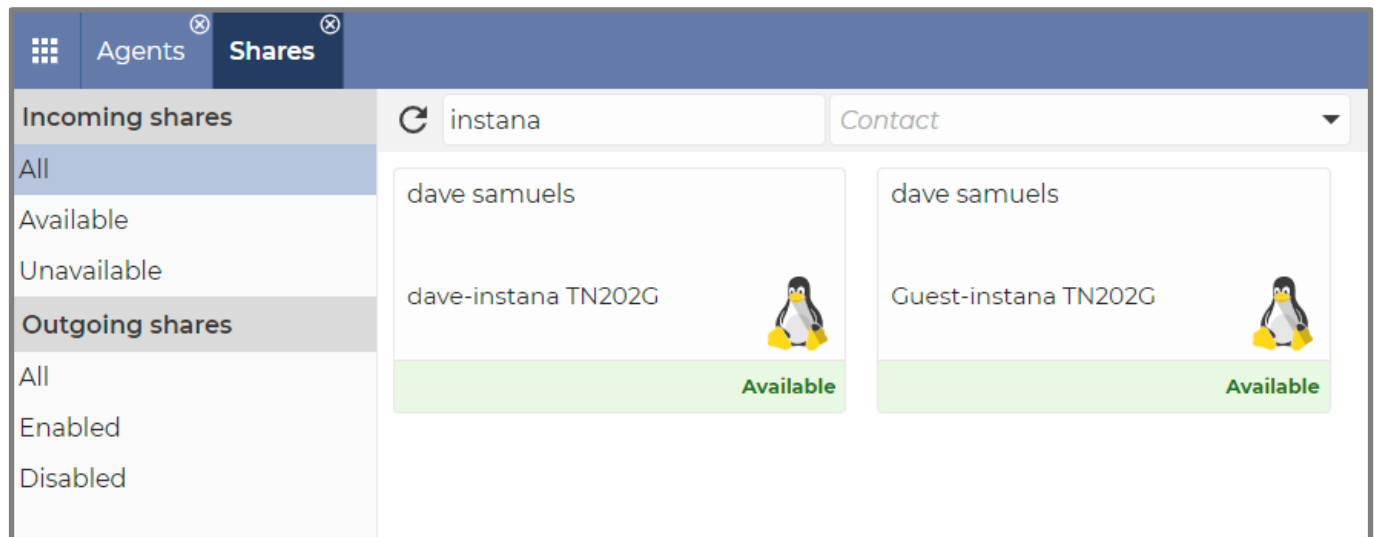 Agents
Shares
Incoming shares
All
Available
Unavailable
Outgoing shares
All
Enabled
Disabled
instana
Contact
dave samuels
dave-instana TN202G
Available
dave samuels
Guest-instana TN202G
Available